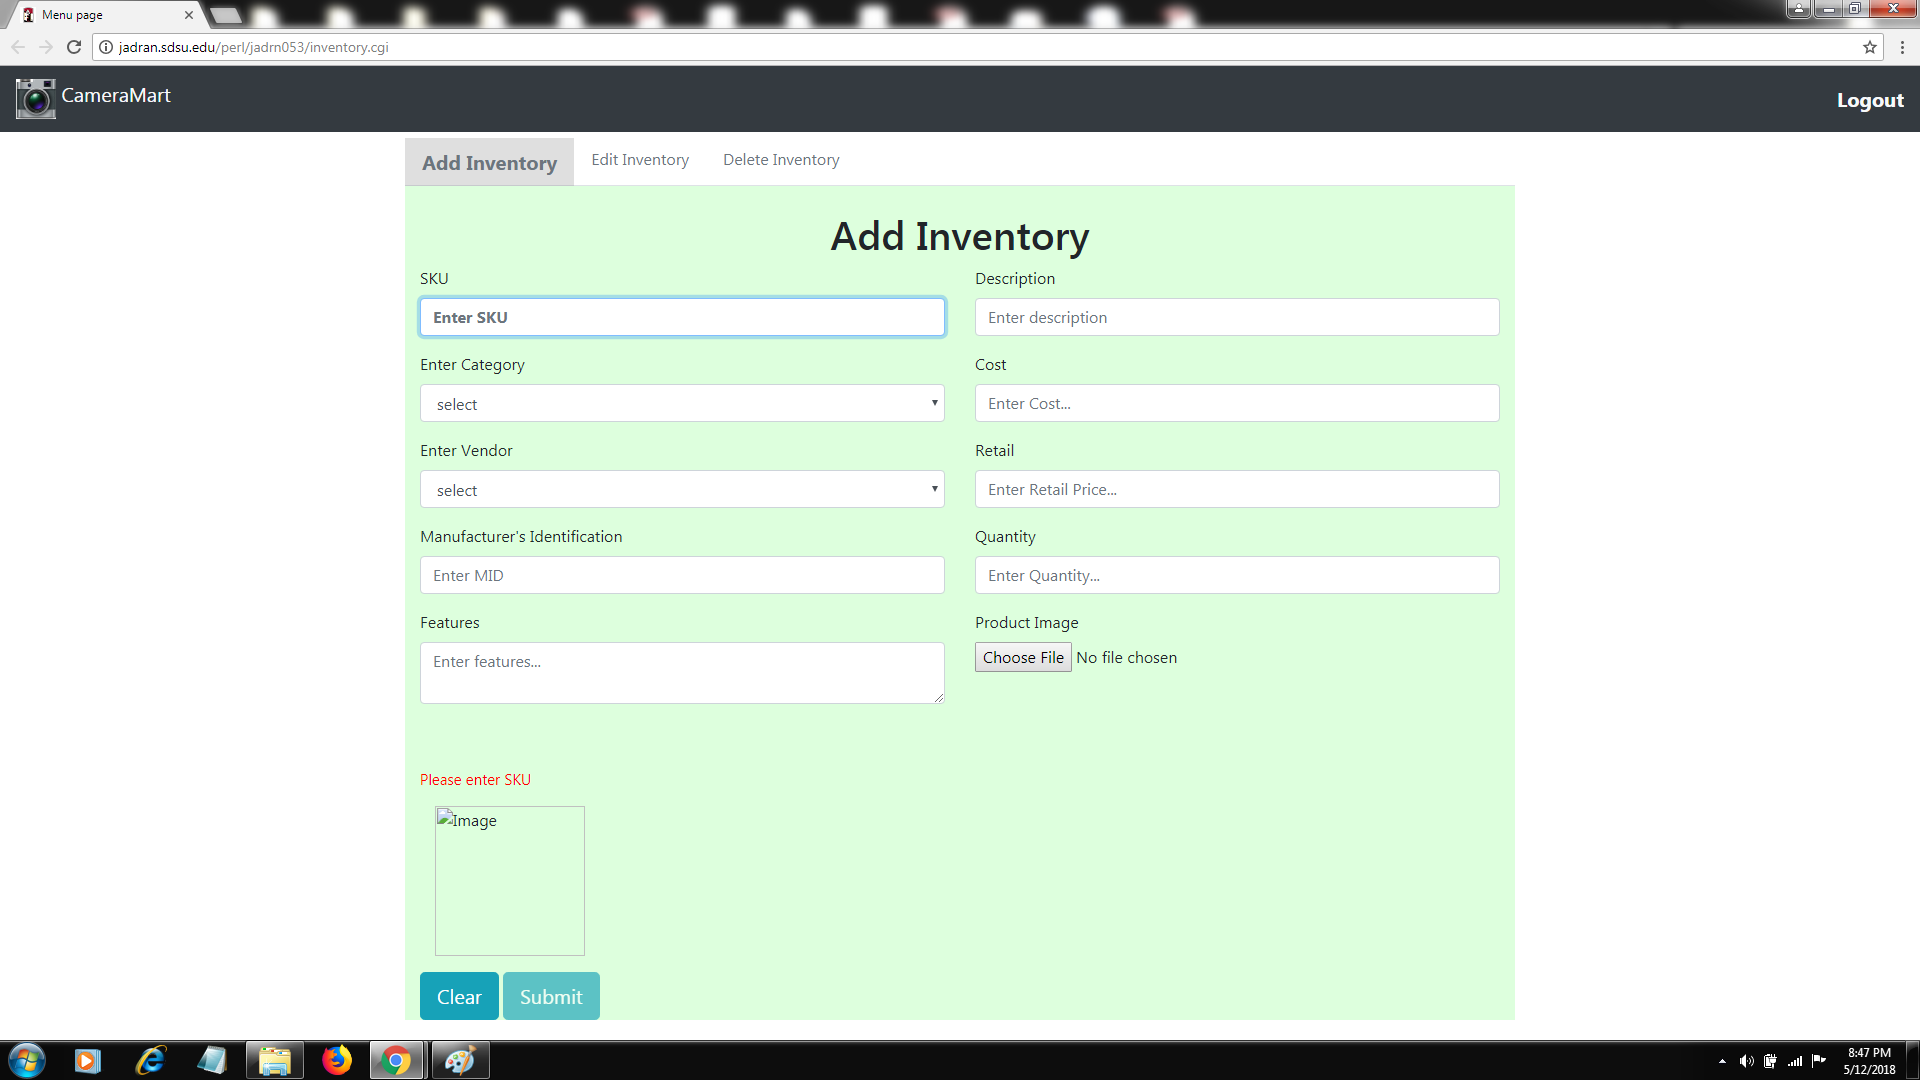 Menu page
jadran.sdsu.edu/perl/jadrn053/inventory.cgi
CameraMart
Logout
Add Inventory
Edit Inventory
Delete Inventory
Add Inventory
SKU
Description
Enter SKU
Enter description
Enter Category
Cost
select
Enter Cost...
Enter Vendor
Retail
select
Enter Retail Price...
Manufacturer's Identification
Quantity
Enter MID
Enter Quantity...
Features
Product Image
Enter features...
Choose File No file chosen
Please enter SKU
Image
Clear
Submit
8:47 PM
5/12/2018